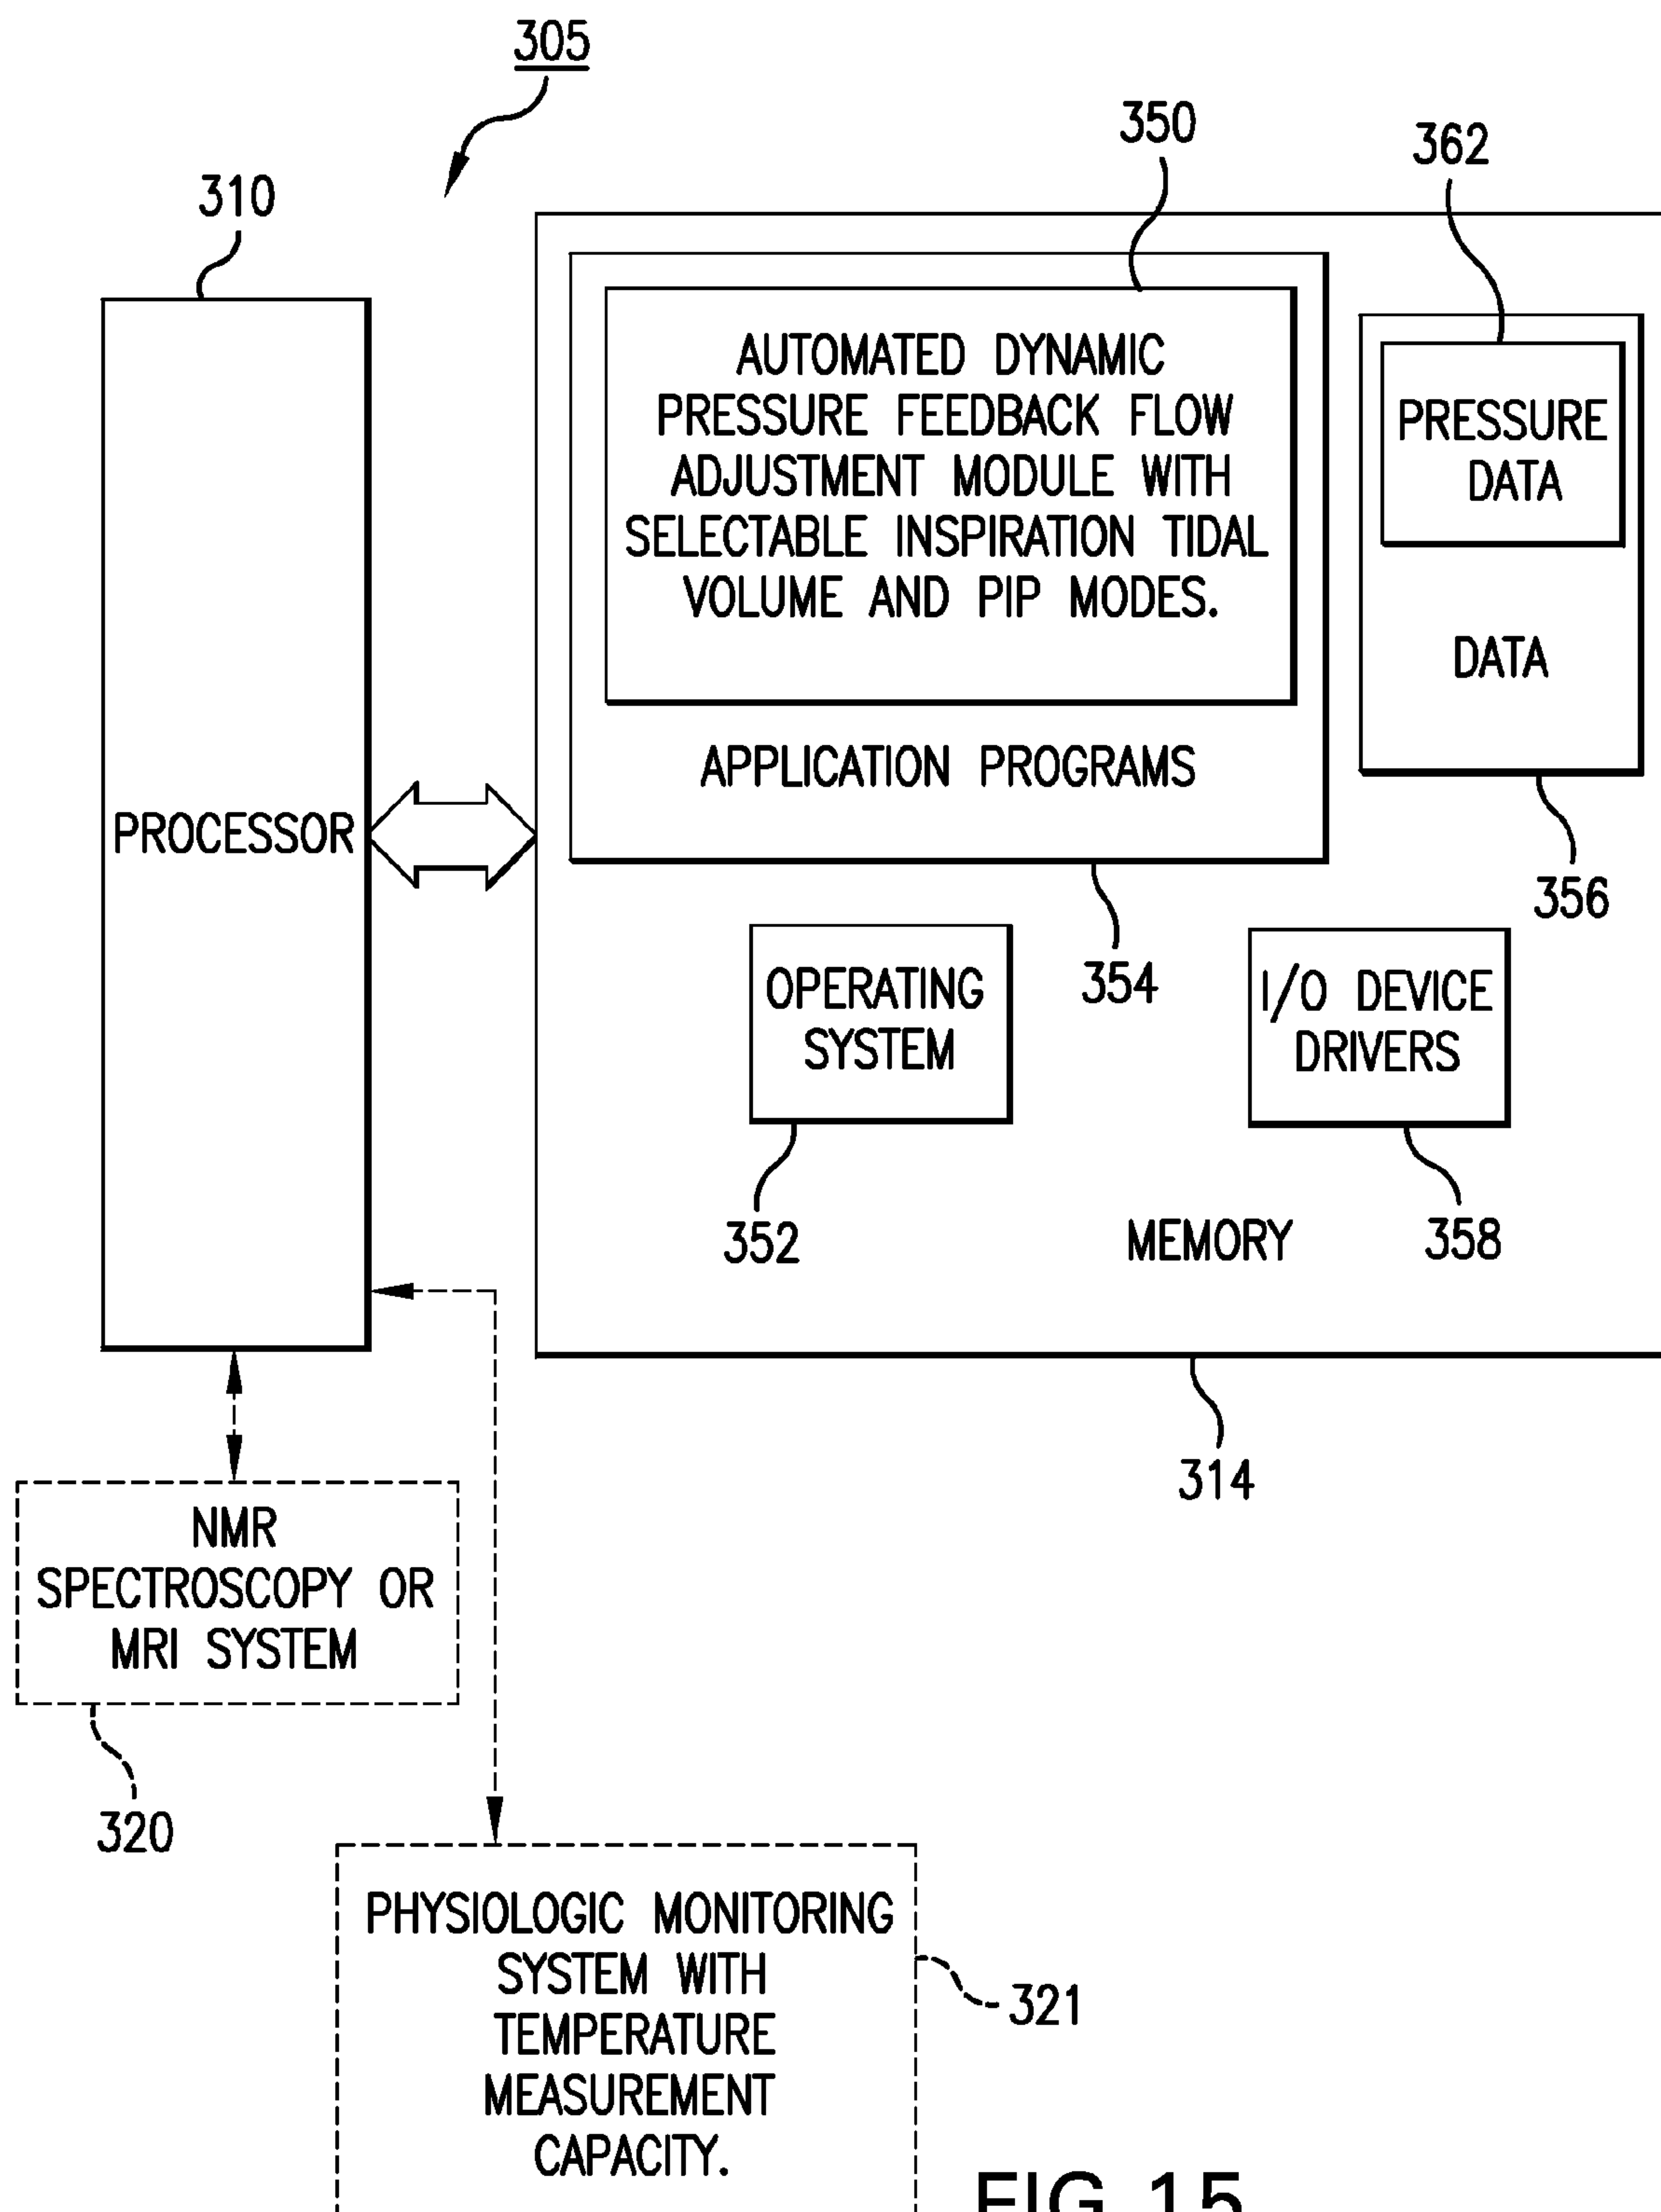 305
350
362
310
AUTOMATED DYNAMIC
PRESSURE FEEDBACK FLOW
ADJUSTMENT MODULE WITH
SELECTABLE INSPIRATION TIDAL
VOLUME AND PIP MODES.
PRESSURE
DATA
DATA
APPLICATION PROGRAMS
PROCESSOR
356
354
OPERATING
SYSTEM
I/O DEVICE
DRIVERS
352
MEMORY
358
314
NMR
SPECTROSCOPY OR
MRI SYSTEM
320
PHYSIOLOGIC MONITORING
SYSTEM WITH
TEMPERATURE
MEASUREMENT
CAPACITY.
321
FIG. 15